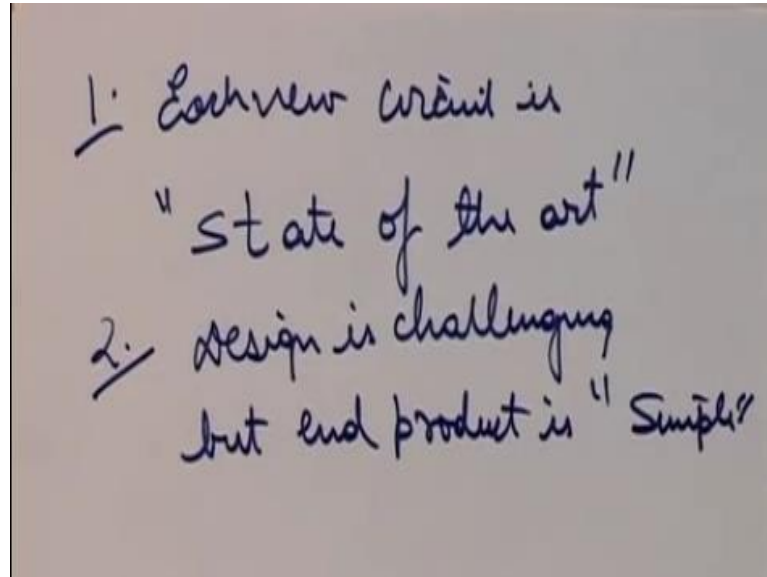 1. Each new circuit is
"State of the art"
2. Design is challenging
but end product is "Simple"